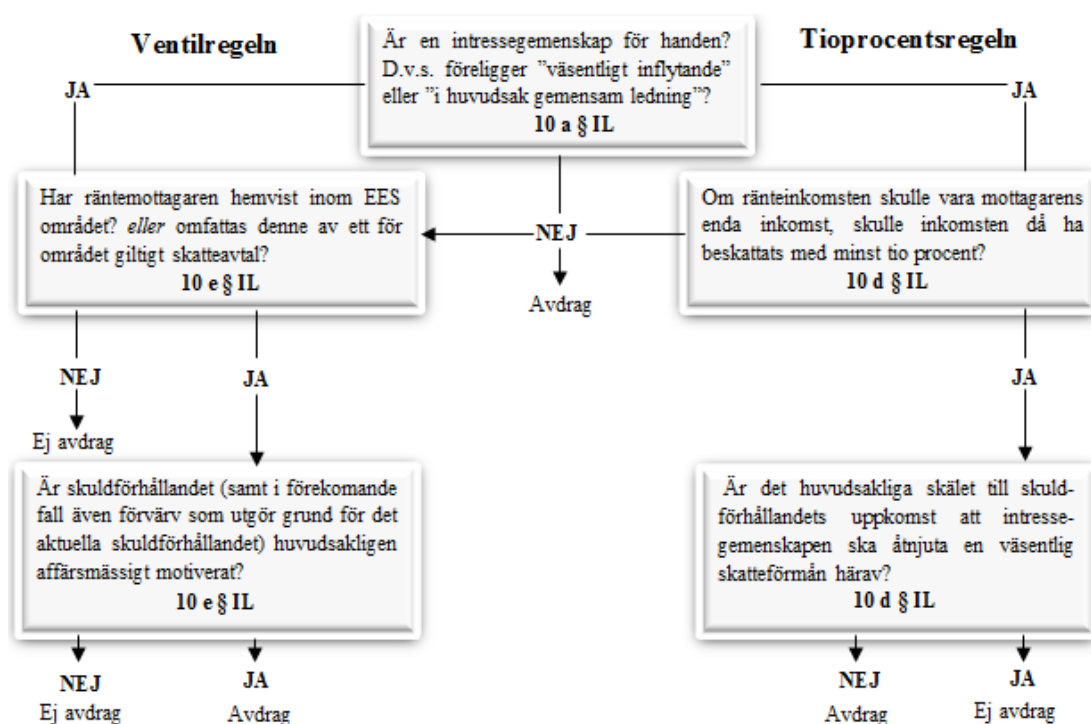 Ventilregeln
Är en intressegemenskap för handen?
D.v.s. föreligger ”väsentligt inflytande”
eller ”i huvudsak gemensam ledning”?
10 a § IL
Tioprocentsregeln
JA
JA
Har räntemottagaren hemvist inom EES
området? eller omfattas denne av ett för
området giltigt skatteavtal?
10 e § IL
NEJ
Avdrag
Om ränteinkomsten skulle vara mottagarens
enda inkomst, skulle inkomsten då ha
beskattats med minst tio procent?
10 d § IL
NEJ
JA
JA
Ej avdrag
Är skuldförhållandet (samt i förekomande
fall även förvärv som utgör grund för det
aktuella skuldförhållandet) huvudsakligen
affärsmässigt motiverat?
10 e § IL
Är det huvudsakliga skälet till skuld-
förhållandets uppkomst att intresse-
gemenskapen ska åtnjuta en väsentlig
skatteförmån härav?
10 d § IL
NEJ
Ej avdrag
JA
Avdrag
NEJ
Avdrag
JA
Ej avdrag